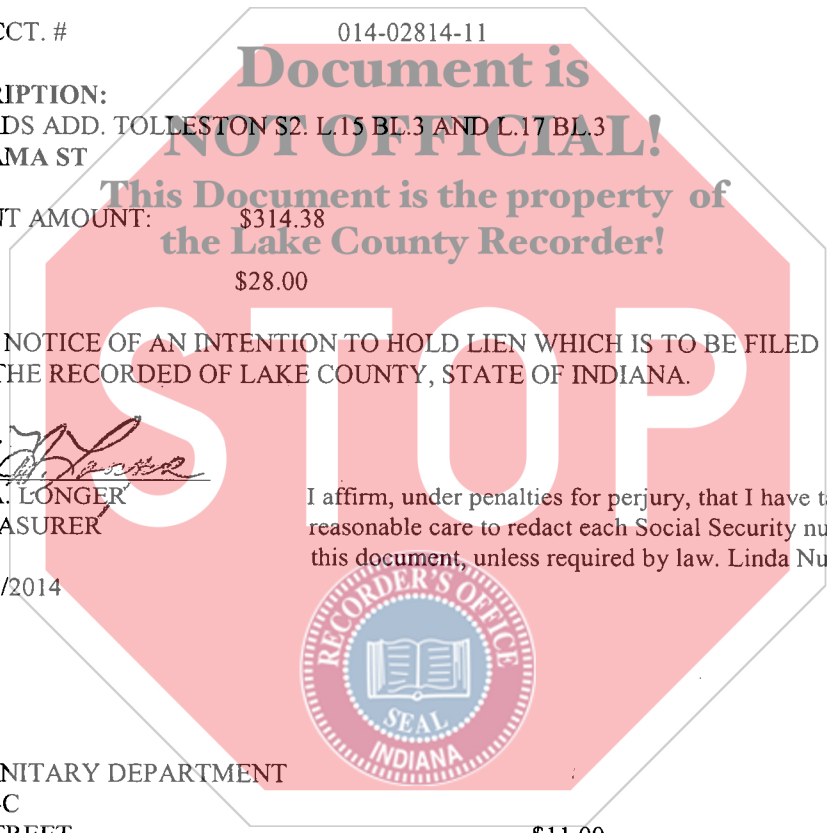 CCT. # 014-02814-11
Document is
RIPTION:
DS ADD. TOLLESTON S2. L.15 BL.3 AND L.17 BL.3
NOT OFFICIAL!
AMA ST
This Document is the property of
NT AMOUNT: $314.38
the Lake County Recorder!
$28.00
STOP
NOTICE OF AN INTENTION TO HOLD LIEN WHICH IS TO BE FILED
THE RECORDED OF LAKE COUNTY, STATE OF INDIANA.
A. LONGER
ASURER
I affirm, under penalties for perjury, that I have ta
reasonable care to redact each Social Security nu
this document, unless required by law. Linda Nu
/2014
RECORDER'S OFFICE
SEAL
INDIANA
NITARY DEPARTMENT
C
STREET $11.00